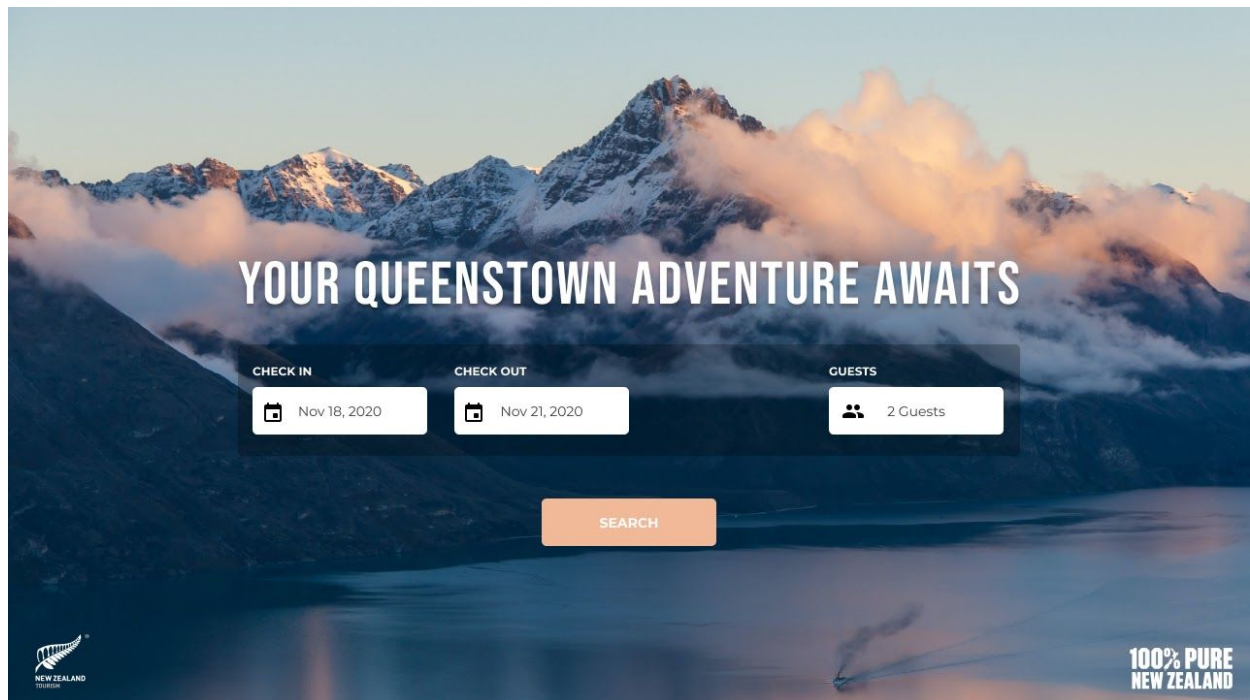 YOUR QUEENSTOWN ADVENTURE AWAITS
CHECK IN
CHECK OUT
GUESTS
Nov 18, 2020
Nov 21, 2020
2 Guests
SEARCH
NEW ZEALAND
TOURISM
®
100% PURE
NEW ZEALAND